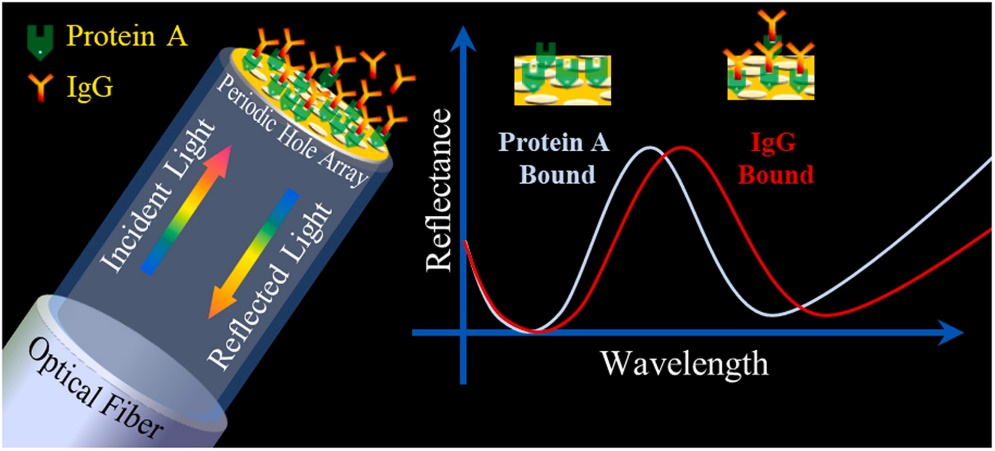 Protein A
IgG
Periodic Hole Array
Incident Light
Reflected Light
Optical Fiber
Reflectance
Protein A
Bound
IgG
Bound
Wavelength